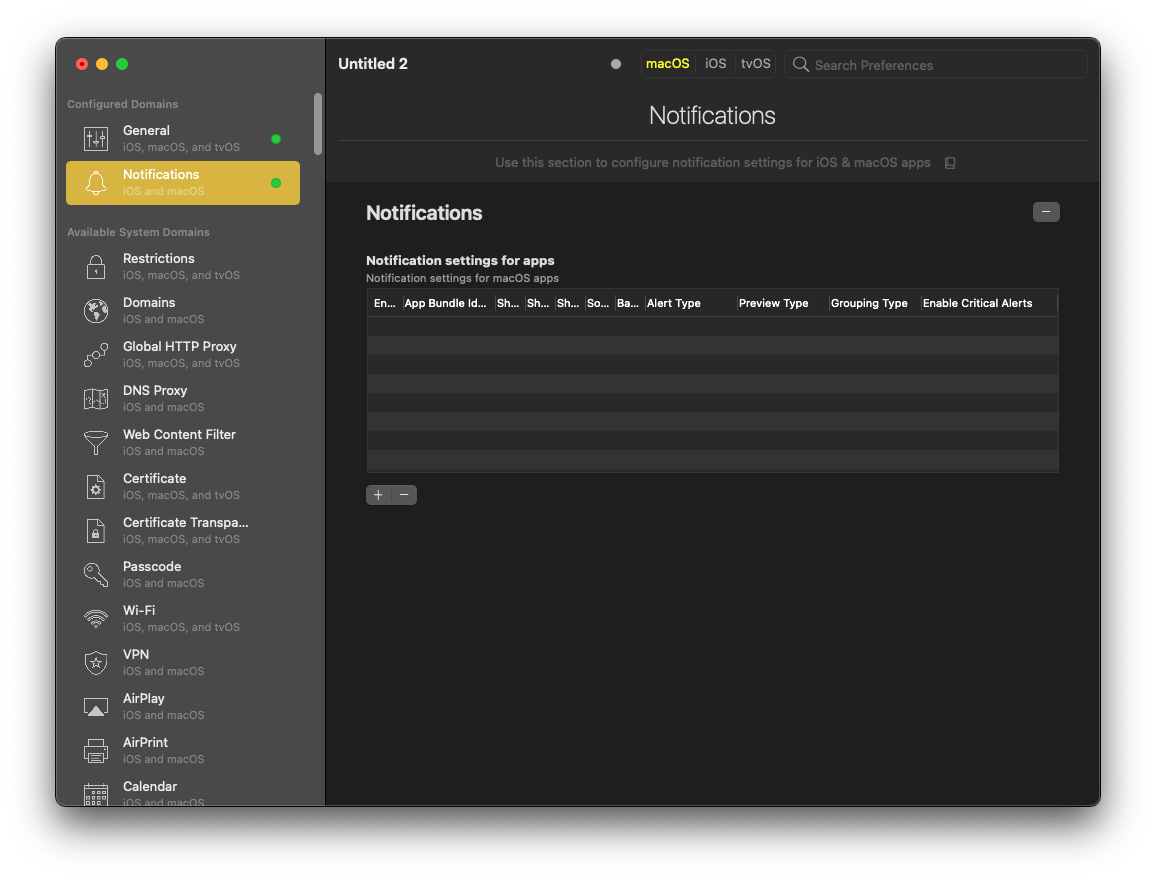 Untitled 2
macOS iOS tvOS
Search Preferences
Configured Domains
General
iOS, macOS, and tvOS
Notifications
iOS and macOS
Available System Domains
Restrictions
iOS, macOS, and tvOS
Domains
iOS and macOS
Global HTTP Proxy
iOS, macOS, and tvOS
DNS Proxy
iOS and macOS
Web Content Filter
iOS and macOS
Certificate
iOS, macOS, and tvOS
Certificate Transpa...
iOS, macOS, and tvOS
Passcode
iOS and macOS
Wi-Fi
iOS, macOS, and tvOS
VPN
iOS and macOS
AirPlay
iOS and macOS
AirPrint
iOS and macOS
Calendar
iOS and macOS
Notifications
Use this section to configure notification settings for iOS & macOS apps
Notifications
Notification settings for apps
Notification settings for macOS apps
En... App Bundle Id... Sh... Sh... Sh... So... Ba... Alert Type Preview Type Grouping Type Enable Critical Alerts